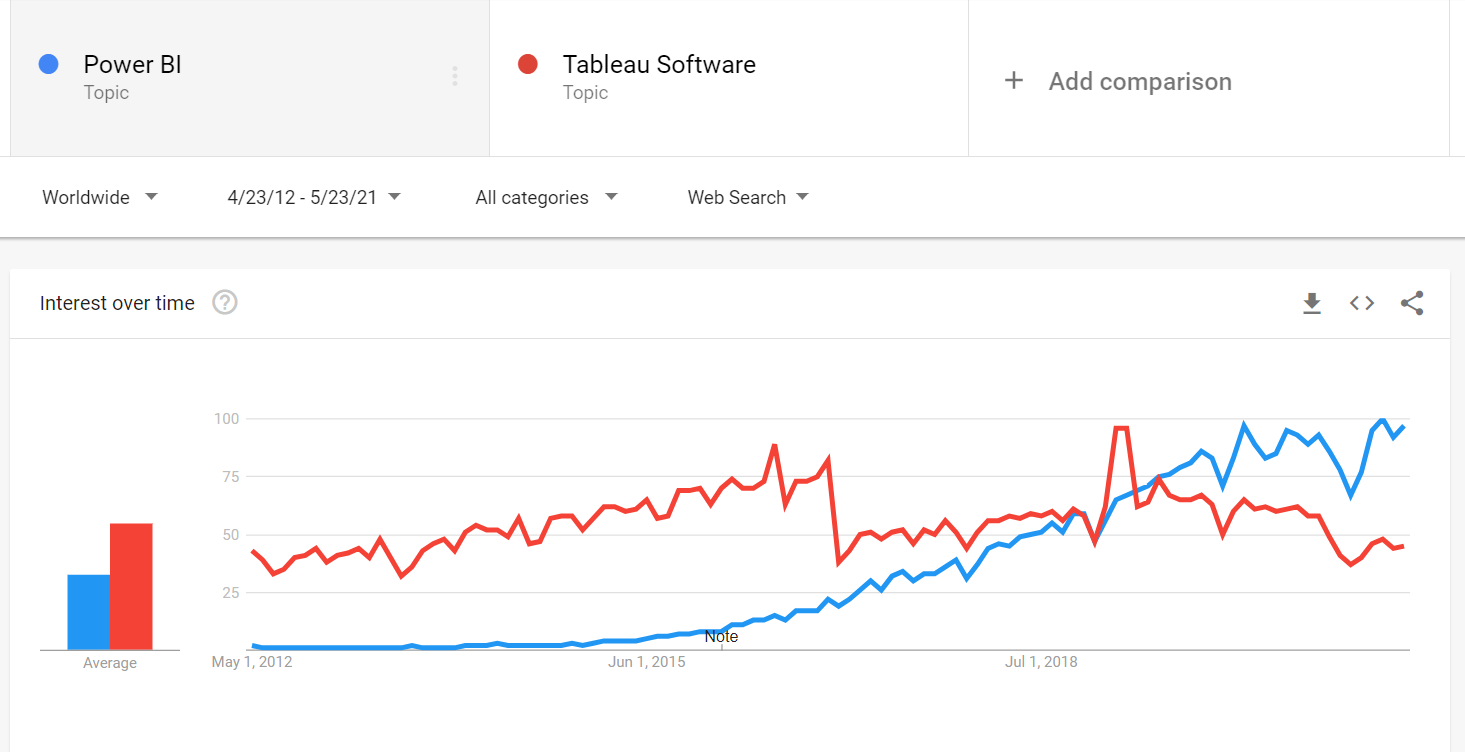 Power BI
Topic
Tableau Software
Topic
+ Add comparison
Worldwide
4/23/12 - 5/23/21
All categories
Web Search
Interest over time ?
100
75
50
25
Note
Average
May 1, 2012
Jun 1, 2015
Jul 1, 2018